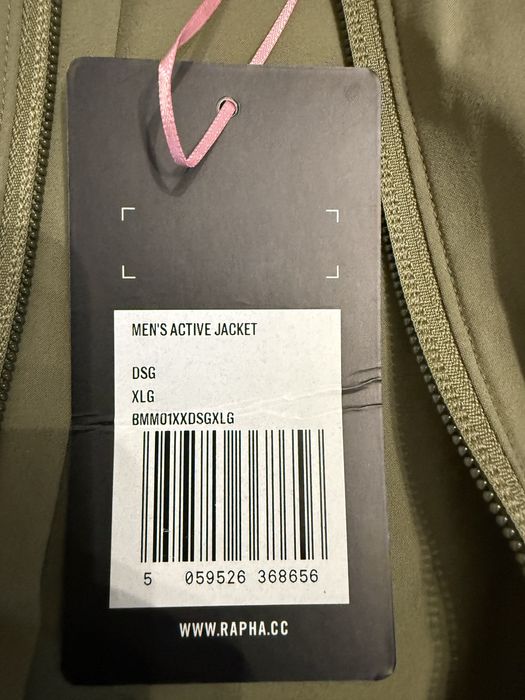 MEN'S ACTIVE JACKET
DSG
XLG
BMM01XXDSGXLG
5 059526 368656
WWW.RAPHA.CC